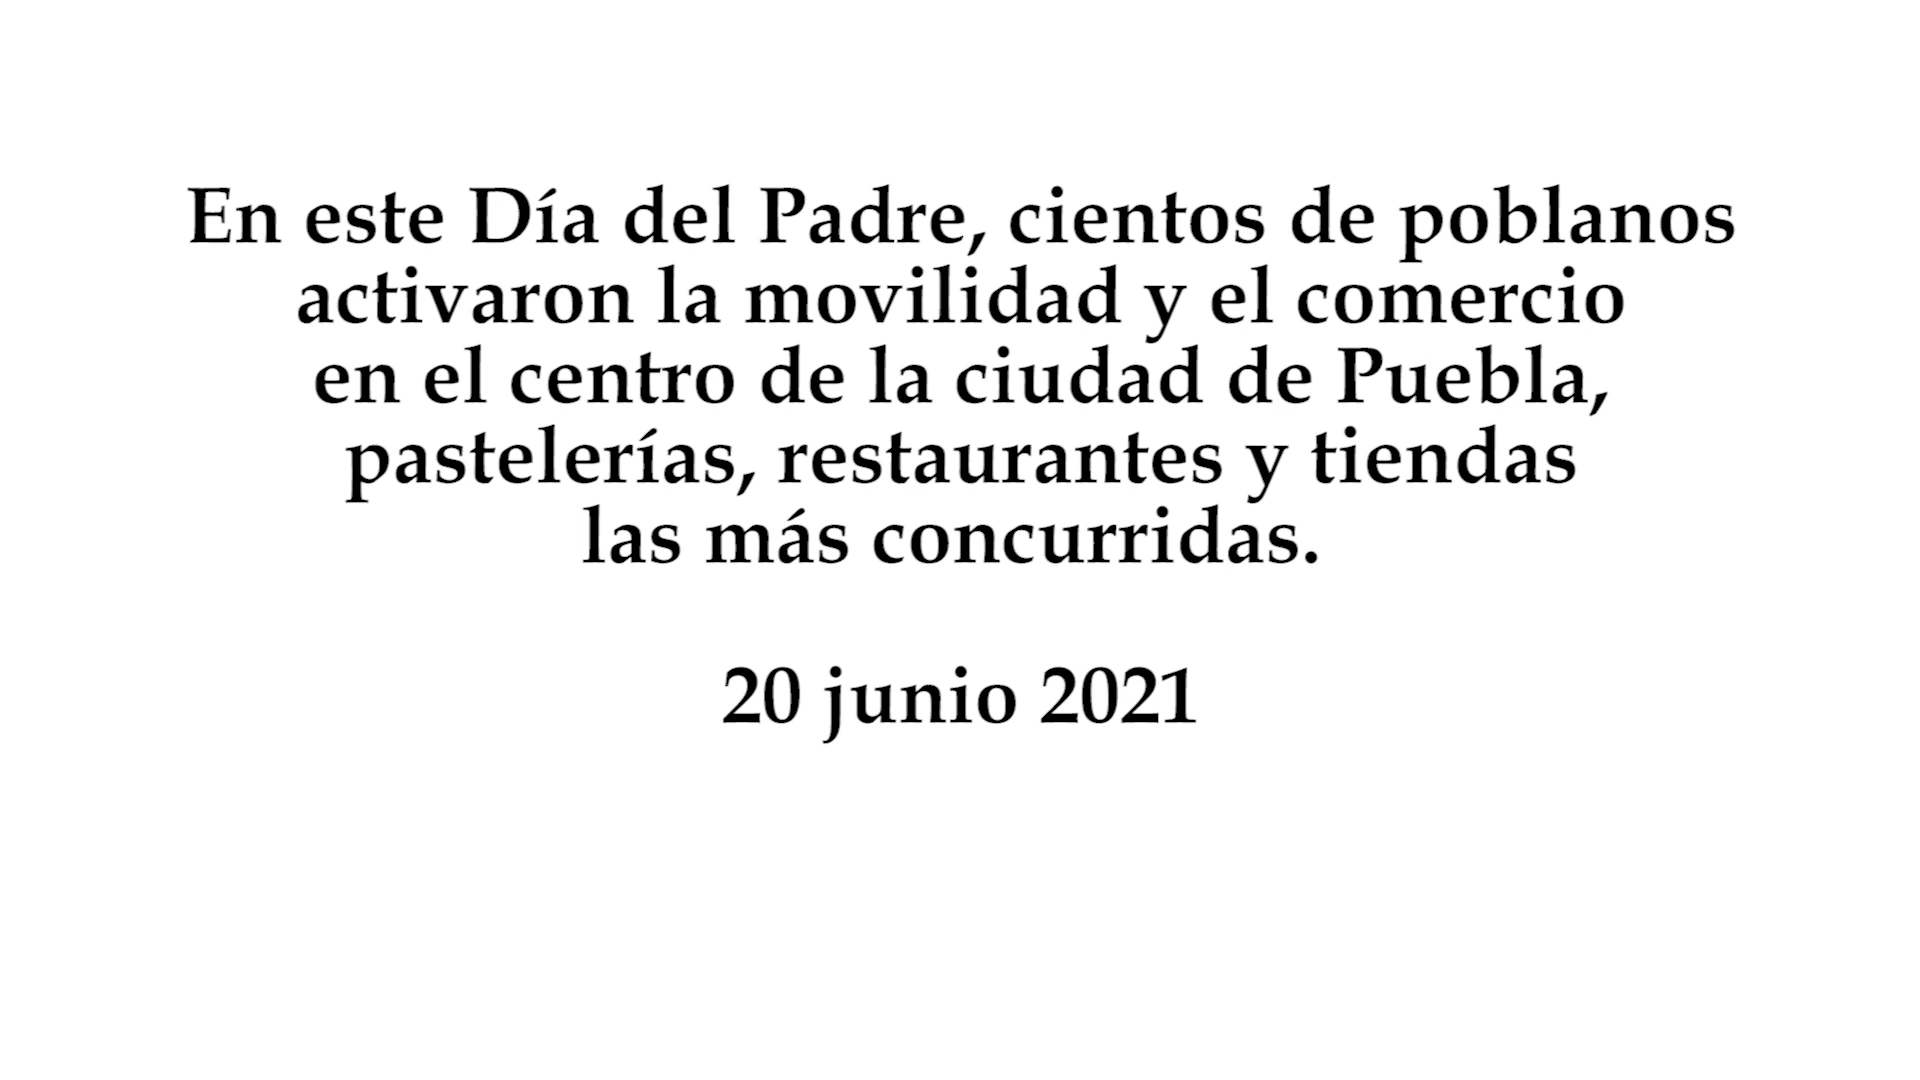 En este Día del Padre, cientos de poblanos
activaron la movilidad y el comercio
en el centro de la ciudad de Puebla,
pastelerías, restaurantes y tiendas
las más concurridas.
20 junio 2021